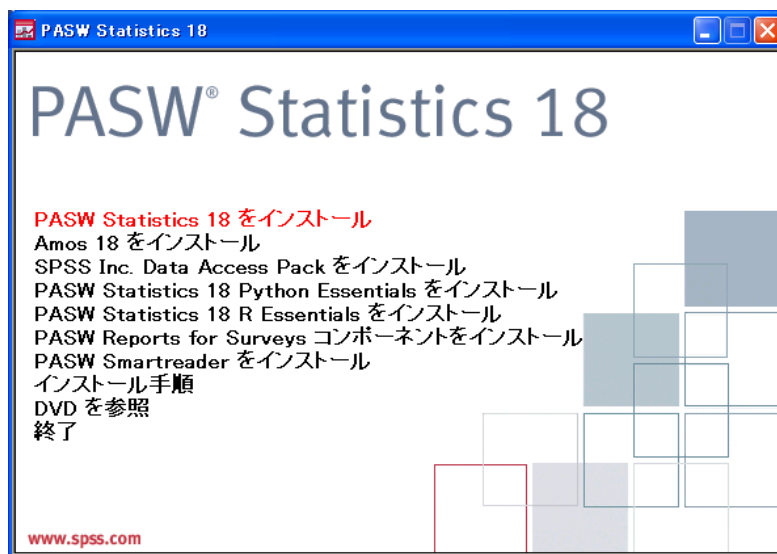 PASW Statistics 18
PASW® Statistics 18
PASW Statistics 18 をインストール
Amos 18 をインストール
SPSS Inc. Data Access Pack をインストール
PASW Statistics 18 Python Essentials をインストール
PASW Statistics 18 R Essentials をインストール
PASW Reports for Surveys コンポーネントをインストール
PASW Smartreader をインストール
インストール手順
DVD を参照
終了
www.spss.com